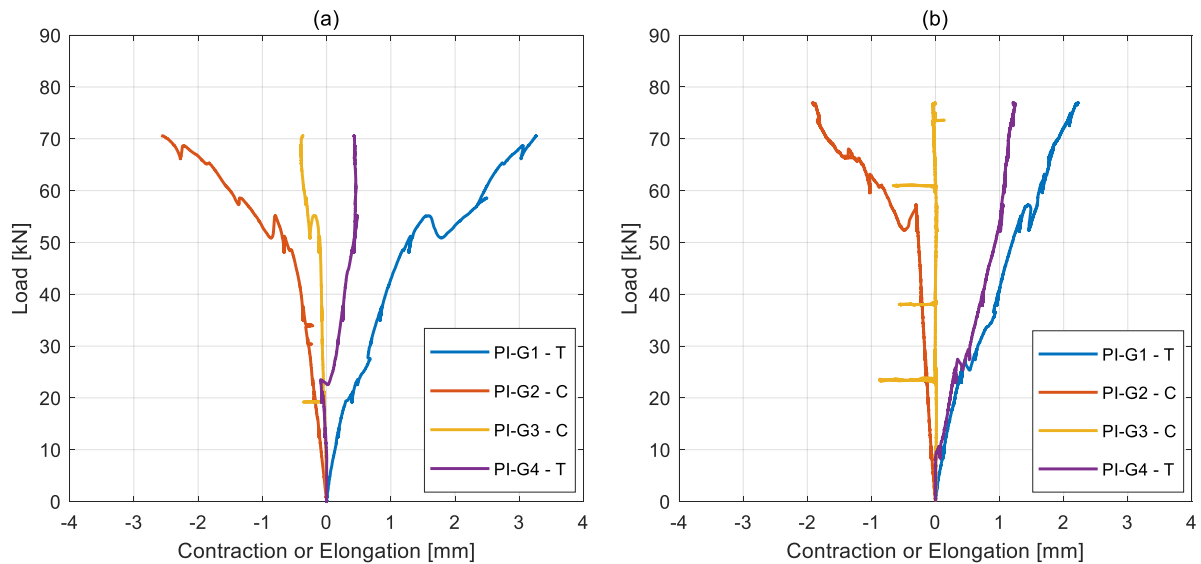 (a)
90
80
70
60
50
40
30
20
10
0
-4 -3 -2 -1 0 1 2 3 4
Load [kN]
Contraction or Elongation [mm]
PI-G1 - T
PI-G2 - C
PI-G3 - C
PI-G4 - T
(b)
90
80
70
60
50
40
30
20
10
0
-4 -3 -2 -1 0 1 2 3 4
Load [kN]
Contraction or Elongation [mm]
PI-G1 - T
PI-G2 - C
PI-G3 - C
PI-G4 - T